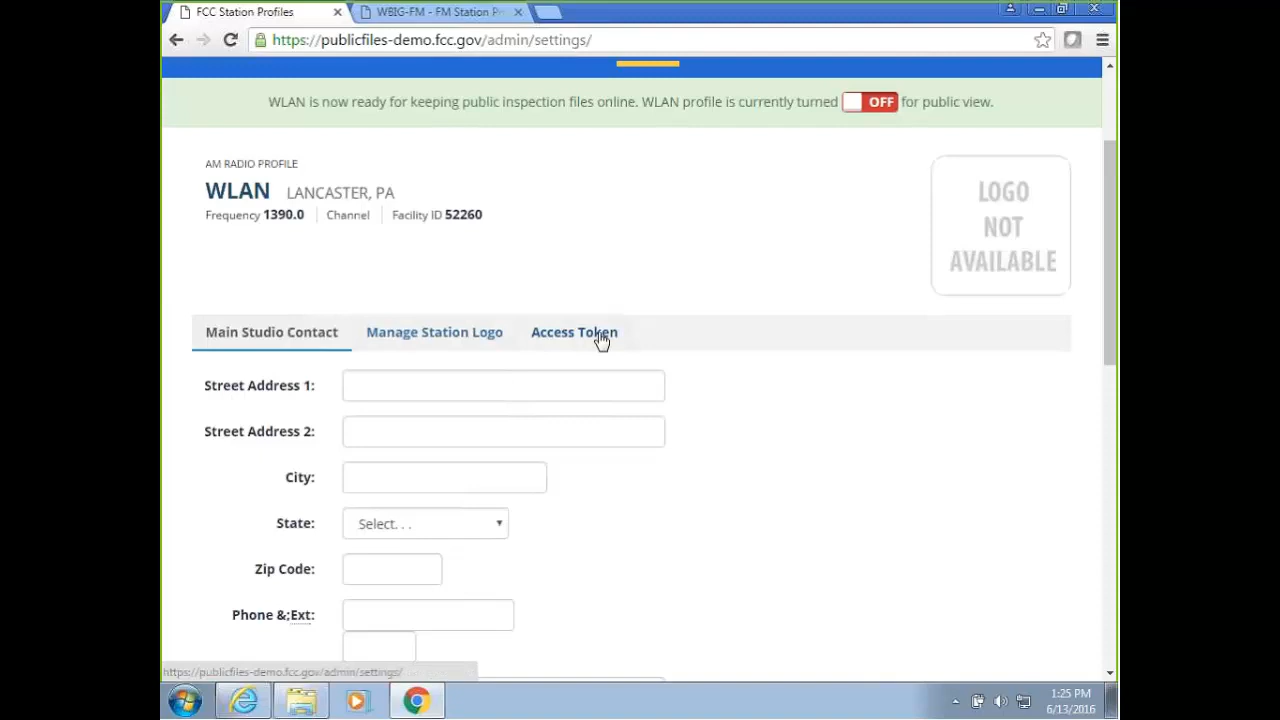 FCC Station Profiles
WBIG-FM - FM Station Pr
https://publicfiles-demo.fcc.gov/admin/settings/
WLAN is now ready for keeping public inspection files online. WLAN profile is currently turned OFF for public view.
AM RADIO PROFILE
WLAN LANCASTER, PA
Frequency 1390.0 Channel Facility ID 52260
LOGO
NOT
AVAILABLE
Main Studio Contact Manage Station Logo Access Token
Street Address 1:
Street Address 2:
City:
State: Select. . .
Zip Code:
Phone &;Ext:
https://publicfiles-demo.fcc.gov/admin/settings/
1:25 PM
6/13/2016